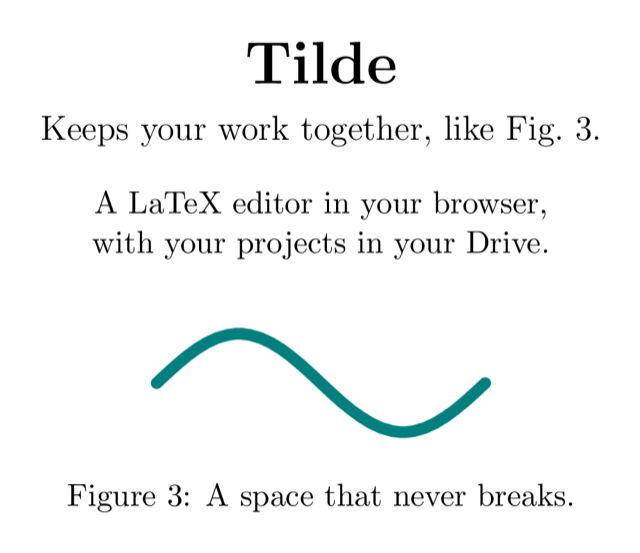 Tilde
Keeps your work together, like Fig. 3.
A LaTeX editor in your browser,
with your projects in your Drive.
Figure 3: A space that never breaks.